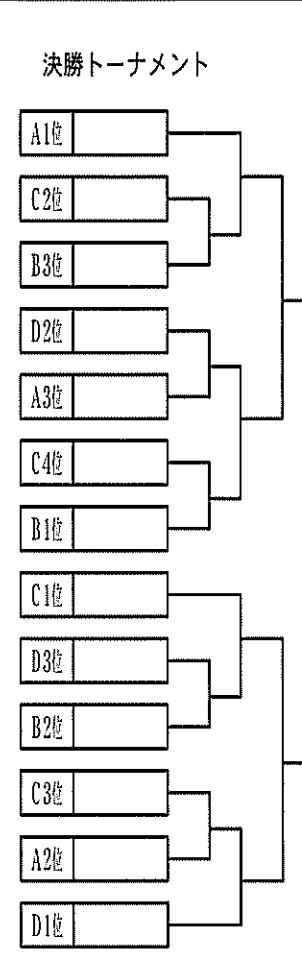 決勝トーナメント
A1位
C2位
B3位
D2位
A3位
C4位
B1位
C1位
D3位
B2位
C3位
A2位
D1位